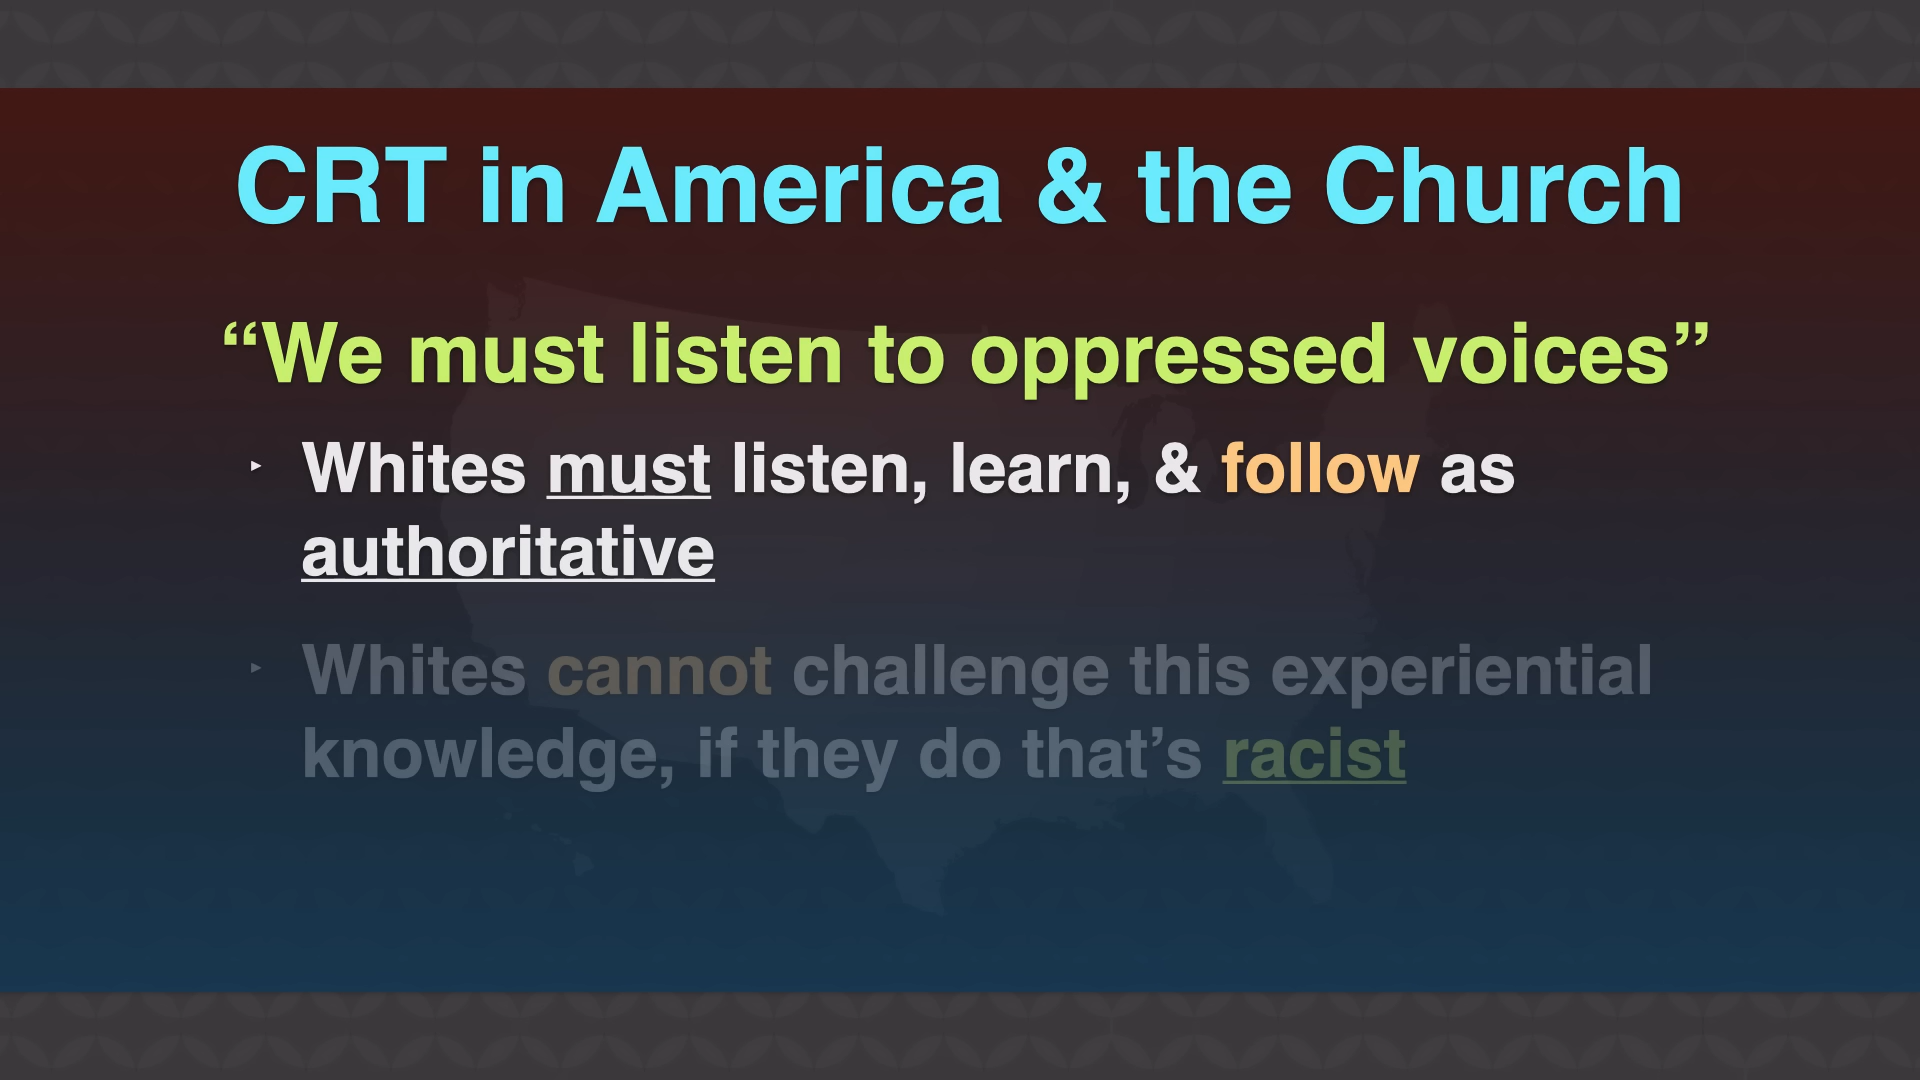 CRT in America & the Church
“We must listen to oppressed voices”
‣ Whites must listen, learn, & follow as
authoritative
‣ Whites cannot challenge this experiential
knowledge, if they do that’s racist